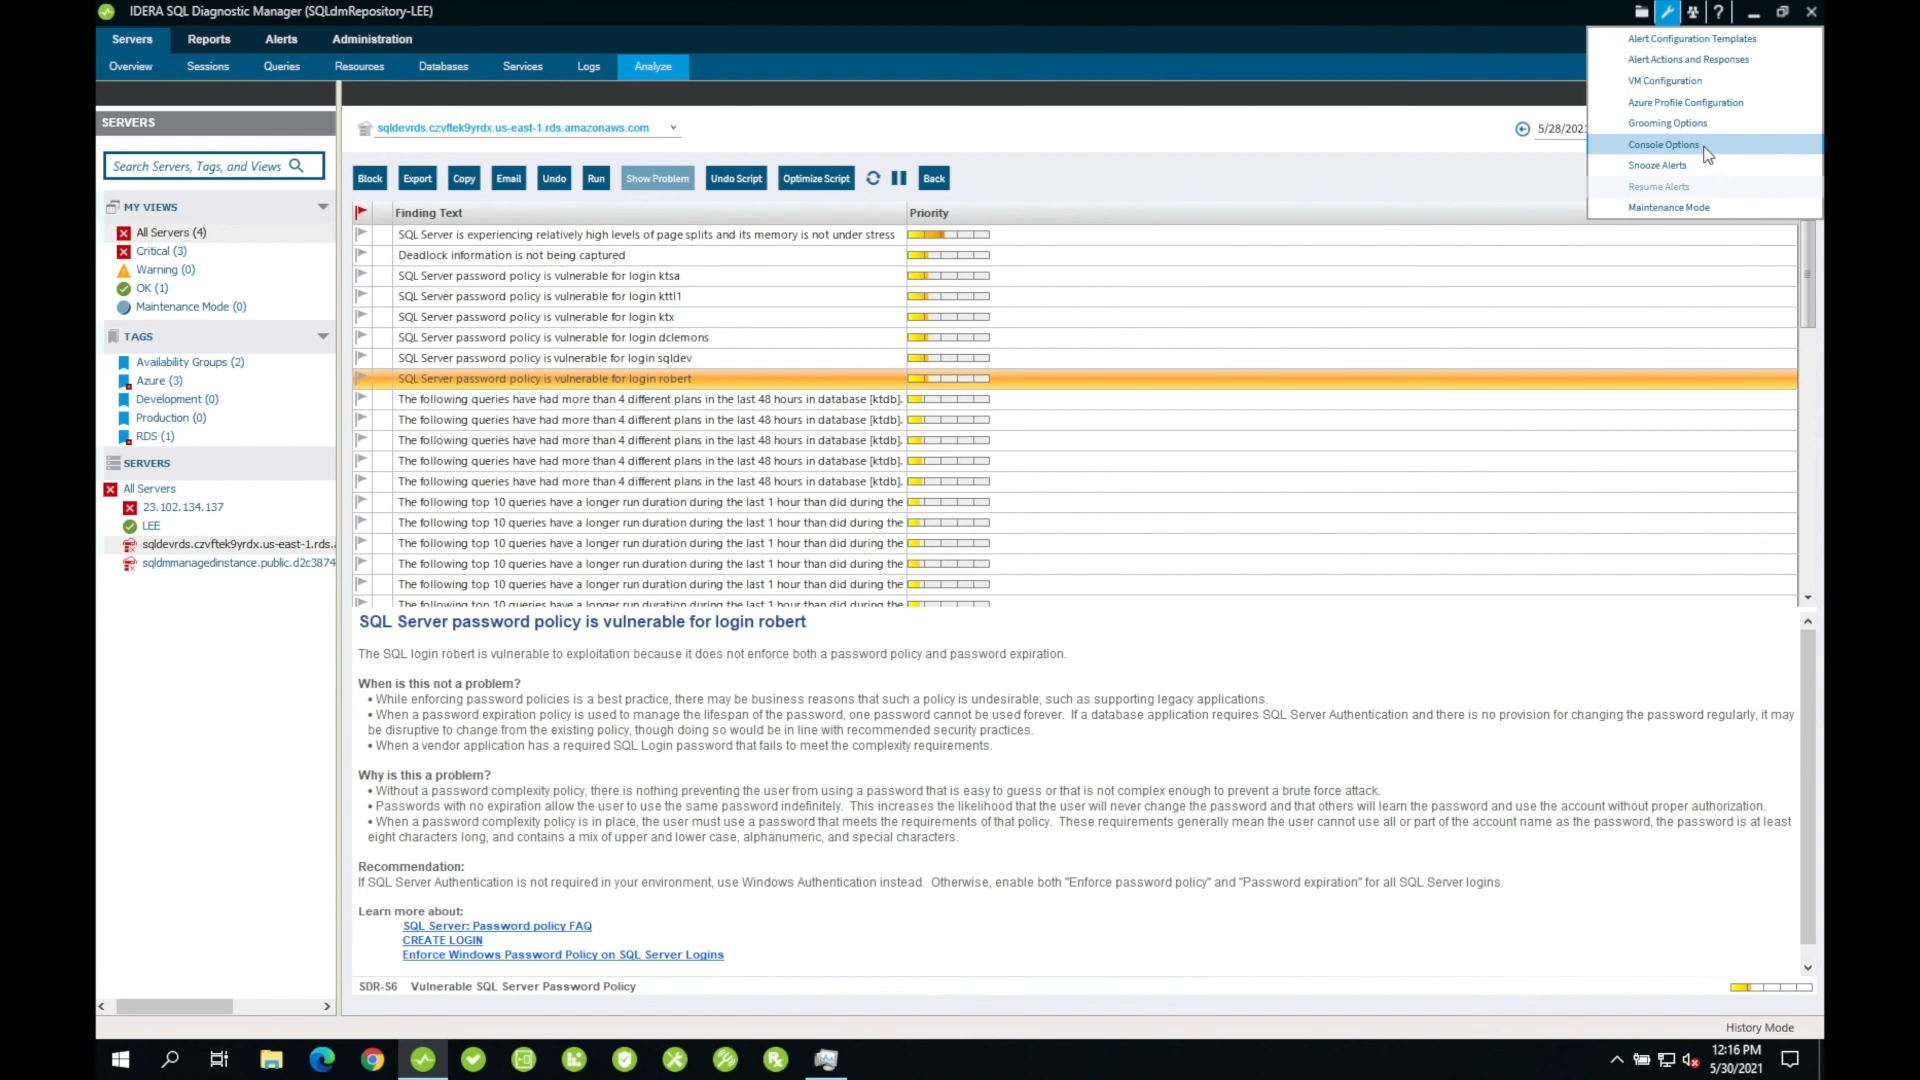 IDERA SQL Diagnostic Manager (SQLdmRepository-LEE)
Servers Reports Alerts Administration
Overview Sessions Queries Resources Databases Services Logs Analyze
Alert Configuration Templates
Alert Actions and Responses
VM Configuration
Azure Profile Configuration
Grooming Options
Console Options
Snooze Alerts
Resume Alerts
Maintenance Mode
SERVERS
Search Servers, Tags, and Views
MY VIEWS
All Servers (4)
Critical (3)
Warning (0)
OK (1)
Maintenance Mode (0)
TAGS
Availability Groups (2)
Azure (3)
Development (0)
Production (0)
RDS (1)
SERVERS
All Servers
23.102.134.137
LEE
sqldevrds.czvftek9yrdx.us-east-1.rds.a
sqldmmanagedinstance.public.d2c3874
sqldevrds.czvftek9yrdx.us-east-1.rds.amazonaws.com
5/28/2021
Block Export Copy Email Undo Run Show Problem Undo Script Optimize Script Back
Finding Text Priority
SQL Server is experiencing relatively high levels of page splits and its memory is not under stress
Deadlock information is not being captured
SQL Server password policy is vulnerable for login ktsa
SQL Server password policy is vulnerable for login kttl1
SQL Server password policy is vulnerable for login ktx
SQL Server password policy is vulnerable for login dclemons
SQL Server password policy is vulnerable for login sqldev
SQL Server password policy is vulnerable for login robert
The following queries have had more than 4 different plans in the last 48 hours in database [ktdb].
The following queries have had more than 4 different plans in the last 48 hours in database [ktdb].
The following queries have had more than 4 different plans in the last 48 hours in database [ktdb].
The following queries have had more than 4 different plans in the last 48 hours in database [ktdb].
The following queries have had more than 4 different plans in the last 48 hours in database [ktdb].
The following top 10 queries have a longer run duration during the last 1 hour than did during the
The following top 10 queries have a longer run duration during the last 1 hour than did during the
The following top 10 queries have a longer run duration during the last 1 hour than did during the
The following top 10 queries have a longer run duration during the last 1 hour than did during the
The following top 10 queries have a longer run duration during the last 1 hour than did during the
The following top 10 queries have a longer run duration during the last 1 hour than did during the
SQL Server password policy is vulnerable for login robert
The SQL login robert is vulnerable to exploitation because it does not enforce both a password policy and password expiration.
When is this not a problem?
• While enforcing password policies is a best practice, there may be business reasons that such a policy is undesirable, such as supporting legacy applications.
• When a password expiration policy is used to manage the lifespan of the password, one password cannot be used forever. If a database application requires SQL Server Authentication and there is no provision for changing the password regularly, it may
be disruptive to change from the existing policy, though doing so would be in line with recommended security practices.
• When a vendor application has a required SQL Login password that fails to meet the complexity requirements.
Why is this a problem?
• Without a password complexity policy, there is nothing preventing the user from using a password that is easy to guess or that is not complex enough to prevent a brute force attack.
• Passwords with no expiration allow the user to use the same password indefinitely. This increases the likelihood that the user will never change the password and that others will learn the password and use the account without proper authorization.
• When a password complexity policy is in place, the user must use a password that meets the requirements of that policy. These requirements generally mean the user cannot use all or part of the account name as the password, the password is at least
eight characters long, and contains a mix of upper and lower case, alphanumeric, and special characters.
Recommendation:
If SQL Server Authentication is not required in your environment, use Windows Authentication instead. Otherwise, enable both "Enforce password policy" and "Password expiration" for all SQL Server logins.
Learn more about:
SQL Server: Password policy FAQ
CREATE LOGIN
Enforce Windows Password Policy on SQL Server Logins
SDR-S6 Vulnerable SQL Server Password Policy
History Mode
12:16 PM
5/30/2021